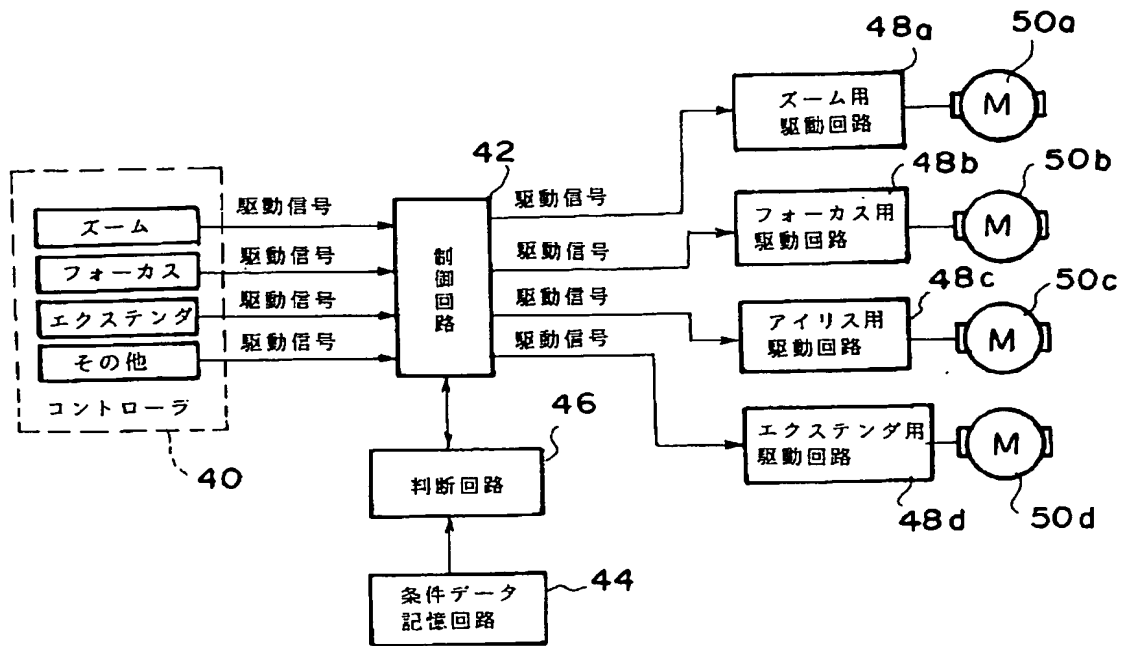 ズーム
フォーカス
エクステンダ
その他
コントローラ
40
駆動信号
駆動信号
駆動信号
駆動信号
42
制御回路
46
判断回路
44
条件データ
記憶回路
駆動信号
駆動信号
駆動信号
駆動信号
48a
ズーム用
駆動回路
50a
M
48b
フォーカス用
駆動回路
50b
M
48c
アイリス用
駆動回路
50c
M
エクステンダ用
駆動回路
48d
M
50d